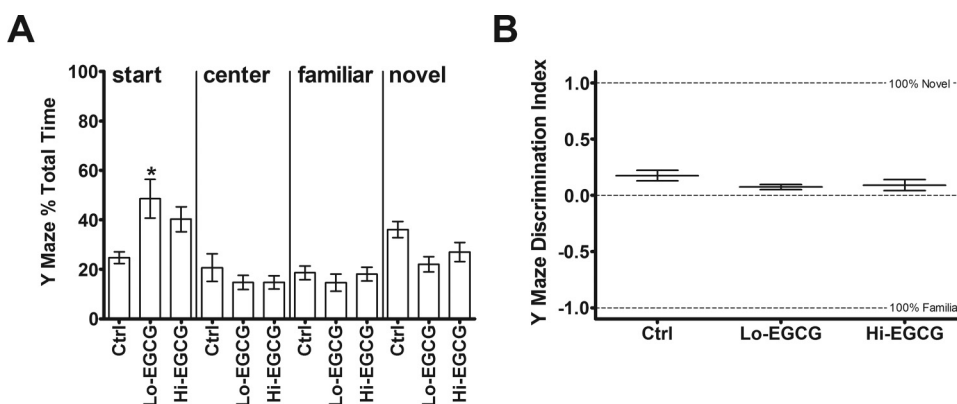 A
Y Maze % Total Time
100
80
60
40
20
0
start
center
familiar
novel
*
Ctrl
Lo-EGCG
Hi-EGCG
Ctrl
Lo-EGCG
Hi-EGCG
Ctrl
Lo-EGCG
Hi-EGCG
Ctrl
Lo-EGCG
Hi-EGCG
B
Y Maze Discrimination Index
1.0
0.5
0.0
-0.5
-1.0
100% Novel
100% Familiar
Ctrl
Lo-EGCG
Hi-EGCG